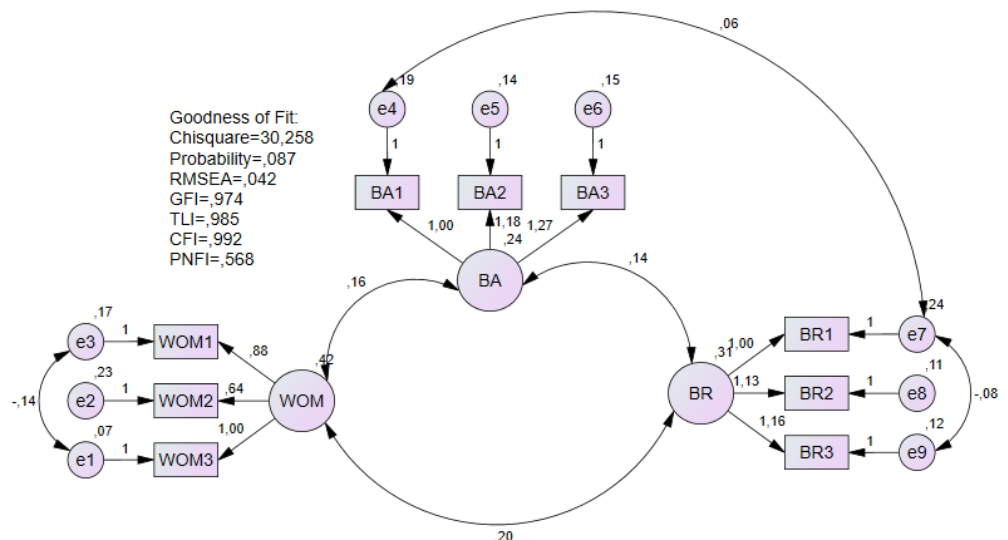 ,06
,19
,14
,15
e4
e5
e6
Goodness of Fit:
Chisquare=30,258
Probability=,087
RMSEA=,042
GFI=,974
TLI=,985
CFI=,992
PNFI=,568
1
1
1
BA1
BA2
BA3
1,00
1,18
1,27
,24
BA
,16
,14
,17
e3
1
WOM1
,88
,23
e2
1
WOM2
,64
,42
WOM
-,14
,07
e1
1
WOM3
1,00
,31
BR
1,00
BR1
1
,24
e7
1,13
BR2
1
,11
e8
-,08
1,16
BR3
1
,12
e9
,20